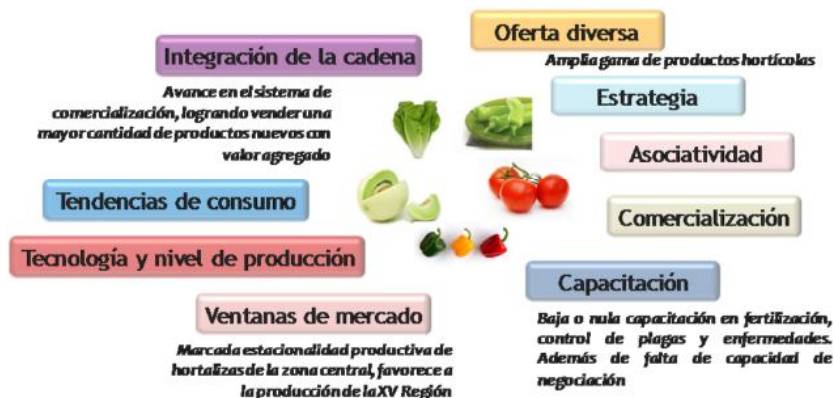 Integración de la cadena
Avance en el sistema de
comercialización, logrando vender una
mayor cantidad de productos nuevos con
valor agregado
Tendencias de consumo
Tecnología y nivel de producción
Ventanas de mercado
Marcada estacionalidad productiva de
hortalizas de la zona central, favorece a
la producción de la XV Región
Oferta diversa
Amplia gama de productos hortícolas
Estrategia
Asociatividad
Comercialización
Capacitación
Baja o nula capacitación en fertilización,
control de plagas y enfermedades.
Además de falta de capacidad de
negociación